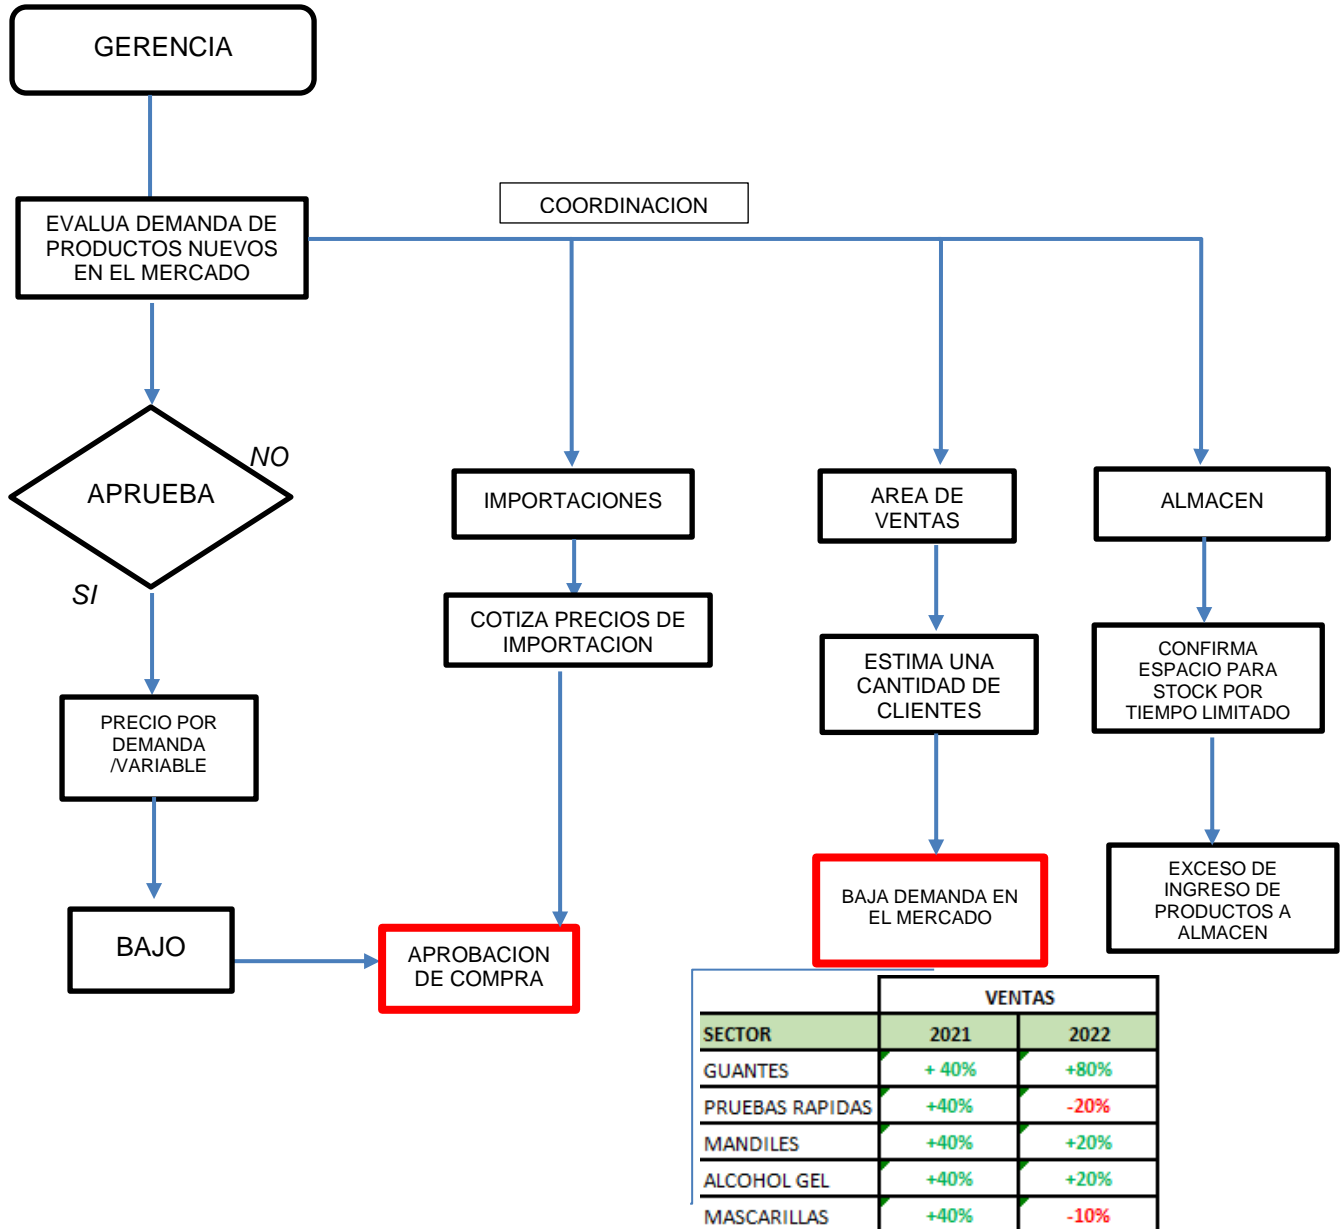 GERENCIA
EVALUA DEMANDA DE
PRODUCTOS NUEVOS
EN EL MERCADO
COORDINACION
APRUEBA
NO
SI
IMPORTACIONES
AREA DE
VENTAS
ALMACEN
COTIZA PRECIOS DE
IMPORTACION
ESTIMA UNA
CANTIDAD DE
CLIENTES
CONFIRMA
ESPACIO PARA
STOCK POR
TIEMPO LIMITADO
PRECIO POR
DEMANDA
/VARIABLE
BAJO
APROBACION
DE COMPRA
BAJA DEMANDA EN
EL MERCADO
EXCESO DE
INGRESO DE
PRODUCTOS A
ALMACEN
VENTAS
SECTOR 2021 2022
GUANTES + 40% +80%
PRUEBAS RAPIDAS +40% -20%
MANDILES +40% +20%
ALCOHOL GEL +40% +20%
MASCARILLAS +40% -10%